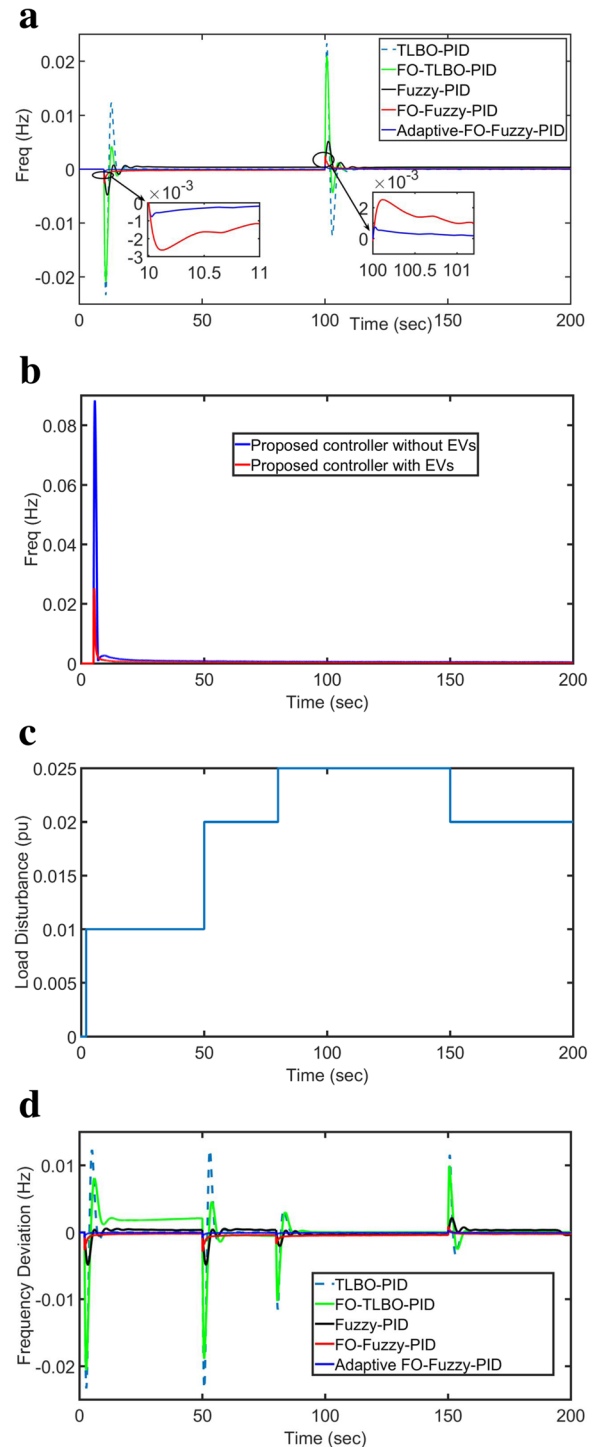 a
0.02
0.01
0
-0.01
-0.02
Freq (Hz)
TLBO-PID
FO-TLBO-PID
Fuzzy-PID
FO-Fuzzy-PID
Adaptive-FO-Fuzzy-PID
×10⁻³
0
-1
-2
-3
10 10.5 11
×10⁻³
2
0
100 100.5 101
0 50 100 150 200
Time (sec)
b
0.08
0.06
0.04
0.02
0
Freq (Hz)
Proposed controller without EVs
Proposed controller with EVs
0 50 100 150 200
Time (sec)
c
0.025
0.020
0.015
0.01
0.005
0
Load Disturbance (pu)
0 50 100 150 200
Time (sec)
d
0.01
0
-0.01
-0.02
Frequency Deviation (Hz)
TLBO-PID
FO-TLBO-PID
Fuzzy-PID
FO-Fuzzy-PID
Adaptive FO-Fuzzy-PID
0 50 100 150 200
Time (sec)